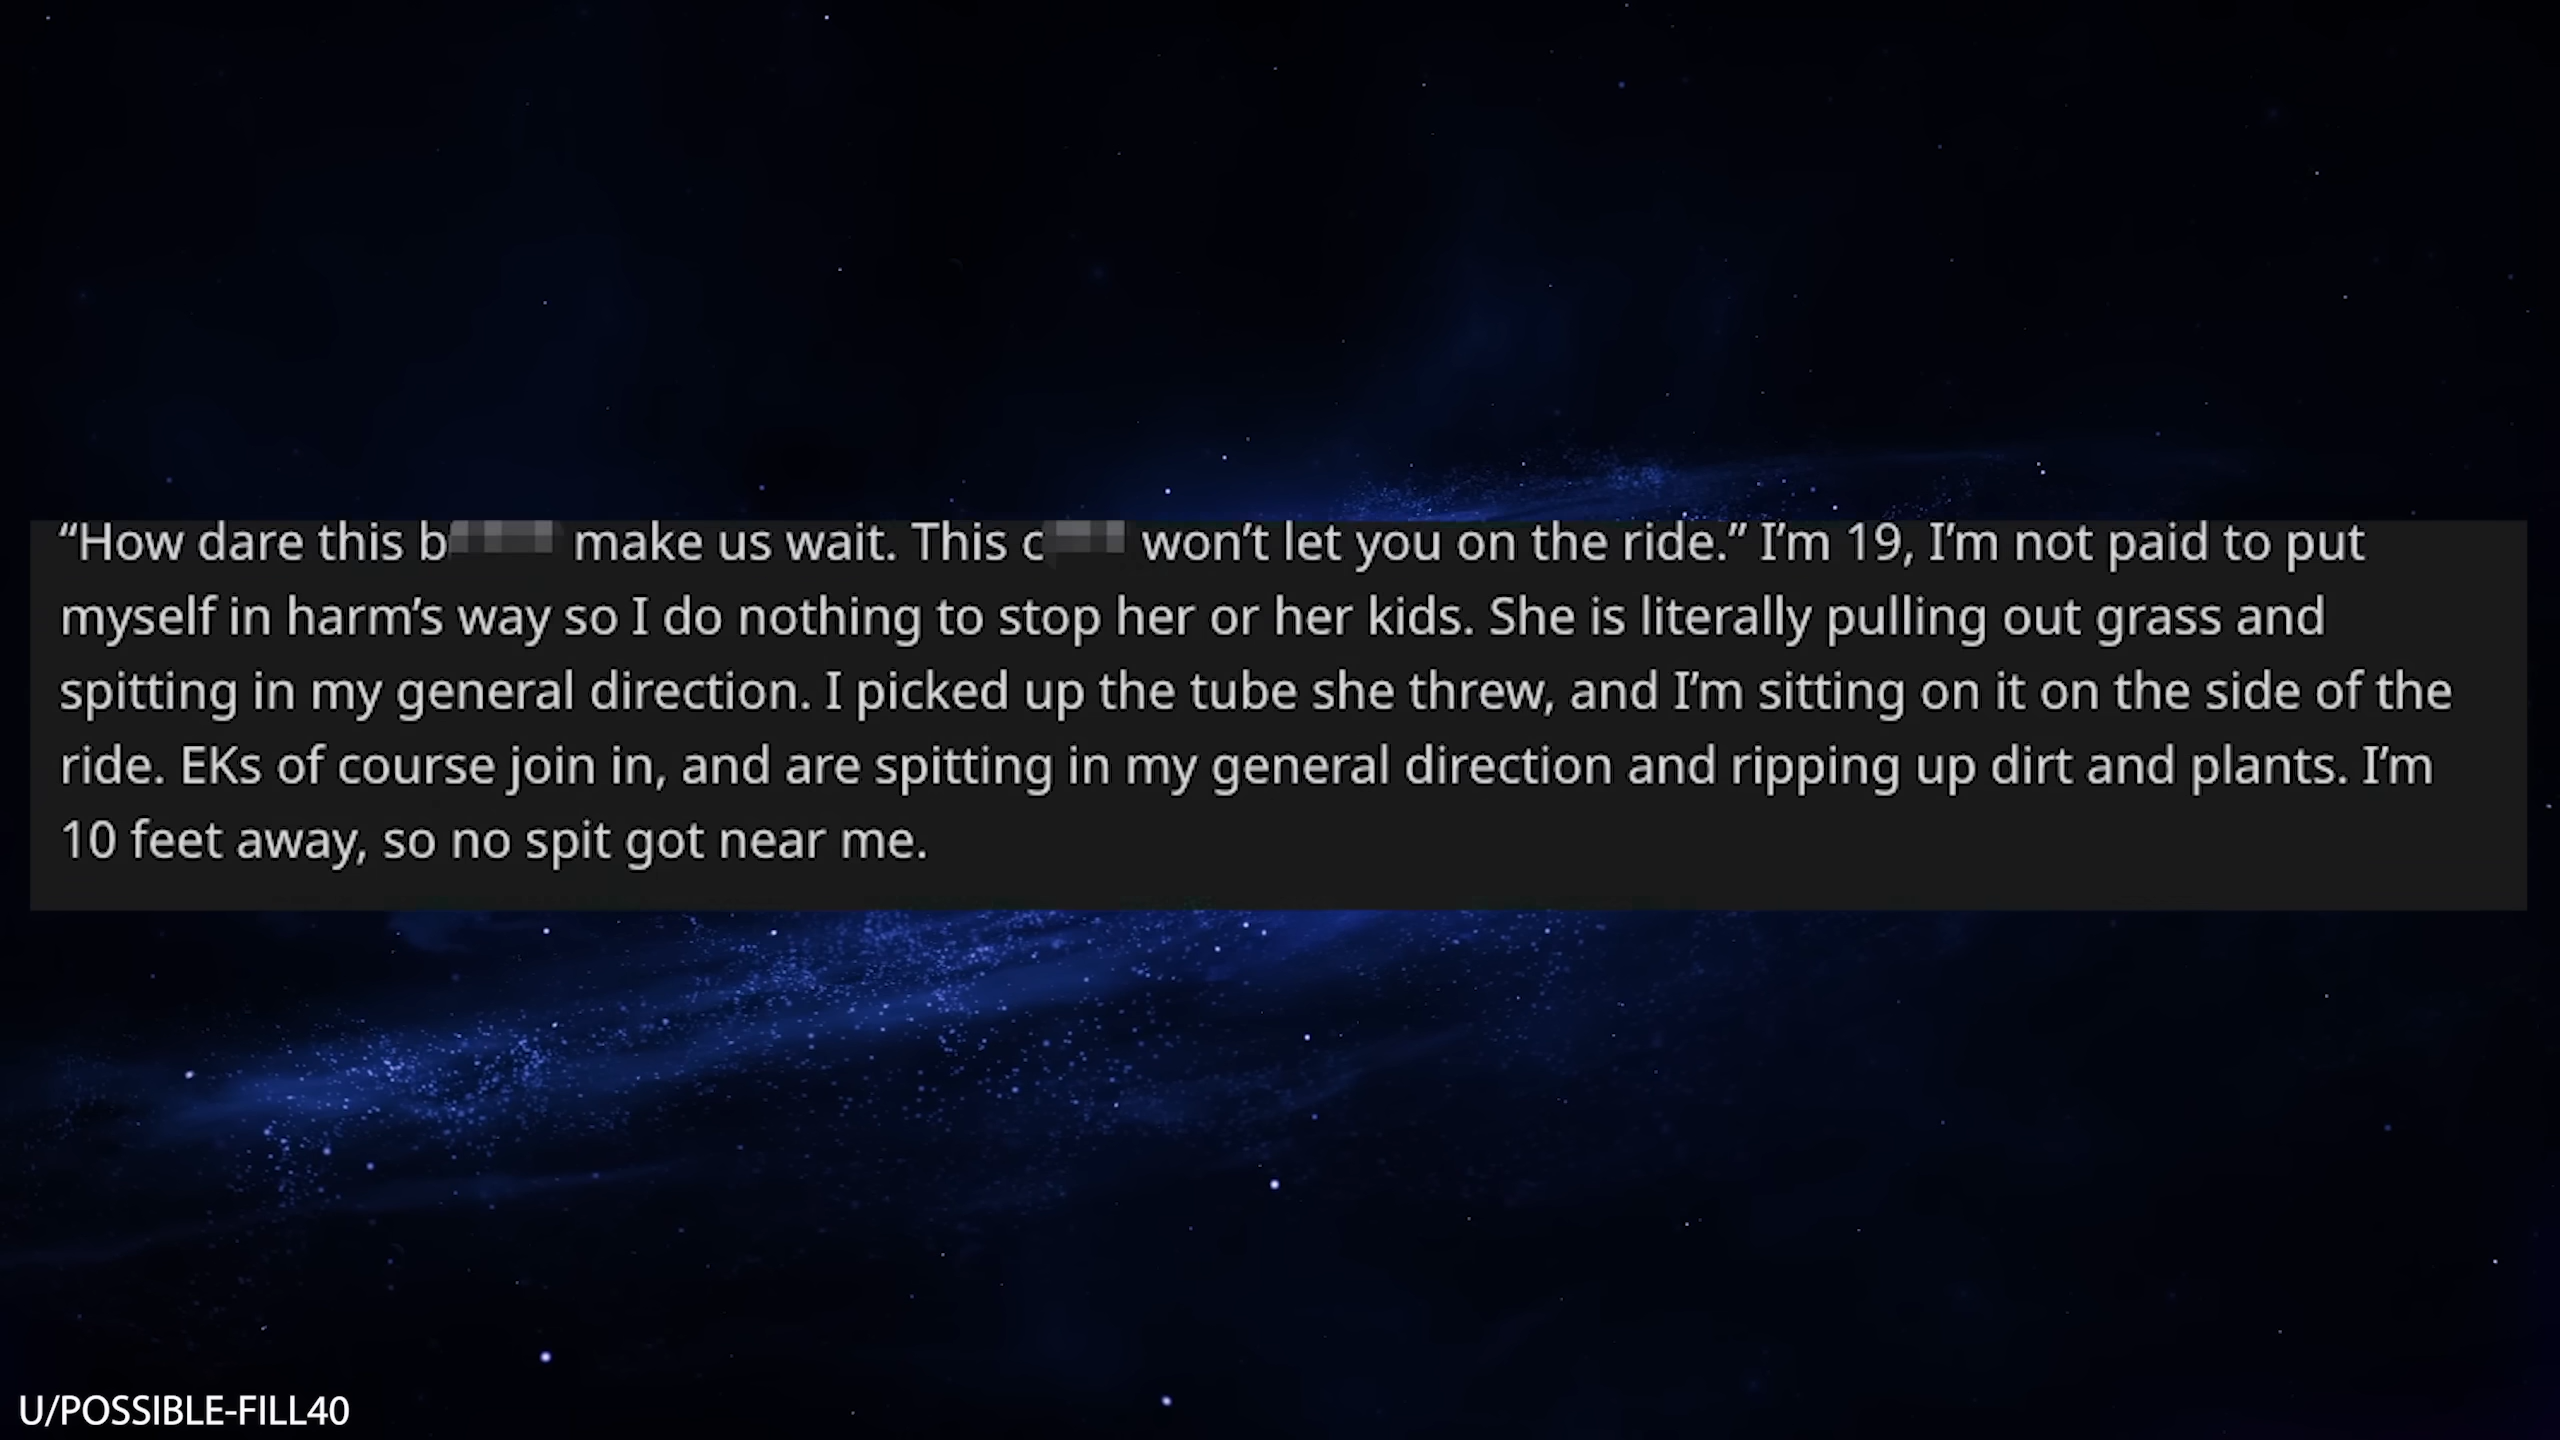 “How dare this b make us wait. This c won’t let you on the ride.” I’m 19, I’m not paid to put
myself in harm’s way so I do nothing to stop her or her kids. She is literally pulling out grass and
spitting in my general direction. I picked up the tube she threw, and I’m sitting on it on the side of the
ride. EKs of course join in, and are spitting in my general direction and ripping up dirt and plants. I’m
10 feet away, so no spit got near me.
U/POSSIBLE-FILL40